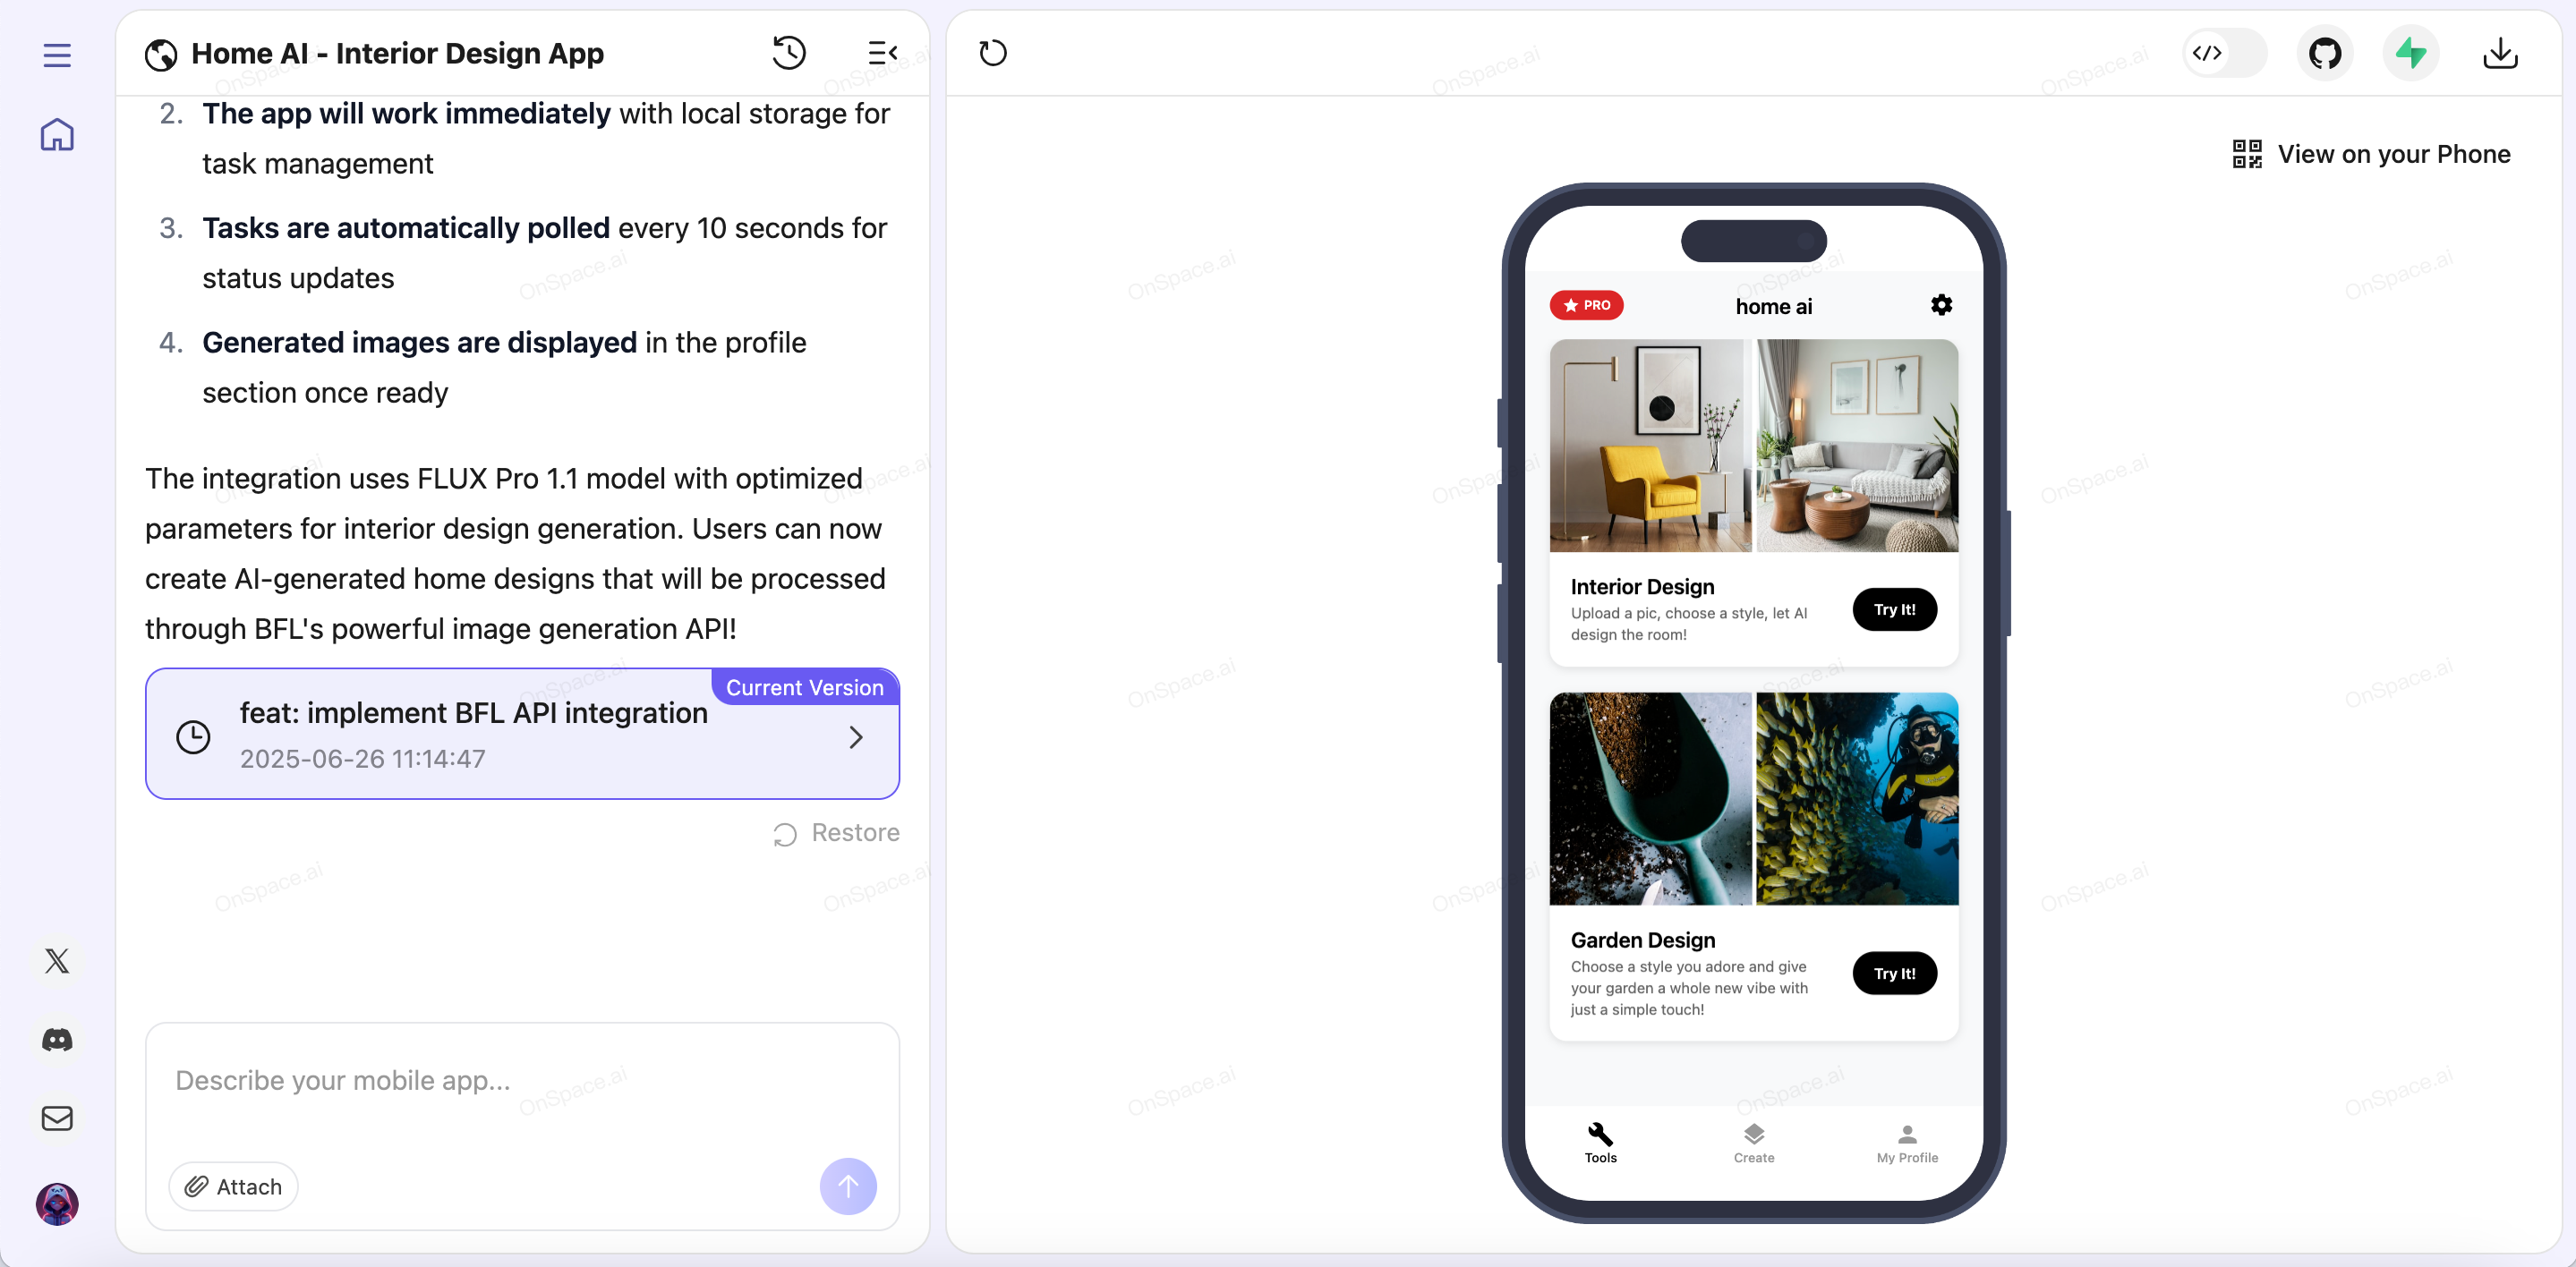 Home AI - Interior Design App
2. The app will work immediately with local storage for
task management
3. Tasks are automatically polled every 10 seconds for
status updates
4. Generated images are displayed in the profile
section once ready
The integration uses FLUX Pro 1.1 model with optimized
parameters for interior design generation. Users can now
create AI-generated home designs that will be processed
through BFL's powerful image generation API!
Current Version
feat: implement BFL API integration
2025-06-26 11:14:47
Restore
Describe your mobile app...
Attach
View on your Phone
PRO
home ai
Interior Design
Upload a pic, choose a style, let AI
design the room!
Try It!
Garden Design
Choose a style you adore and give
your garden a whole new vibe with
just a simple touch!
Try It!
Tools
Create
My Profile
OnSpace.ai